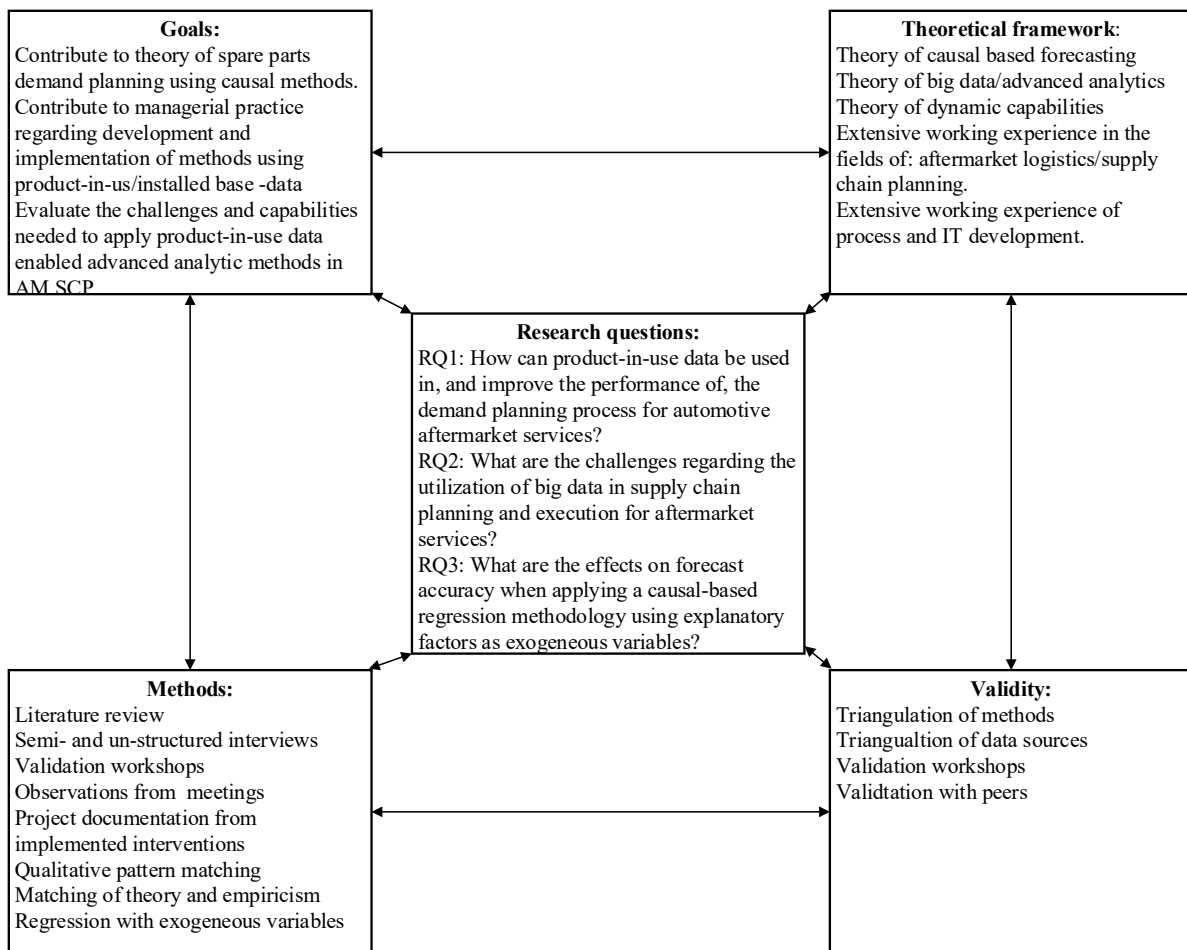 Goals:
Contribute to theory of spare parts
demand planning using causal methods.
Contribute to managerial practice
regarding development and
implementation of methods using
product-in-us/installed base -data
Evaluate the challenges and capabilities
needed to apply product-in-use data
enabled advanced analytic methods in
AM SCP
Theoretical framework:
Theory of causal based forecasting
Theory of big data/advanced analytics
Theory of dynamic capabilities
Extensive working experience in the
fields of: aftermarket logistics/supply
chain planning.
Extensive working experience of
process and IT development.
Research questions:
RQ1: How can product-in-use data be used
in, and improve the performance of, the
demand planning process for automotive
aftermarket services?
RQ2: What are the challenges regarding the
utilization of big data in supply chain
planning and execution for aftermarket
services?
RQ3: What are the effects on forecast
accuracy when applying a causal-based
regression methodology using explanatory
factors as exogeneous variables?
Methods:
Literature review
Semi- and un-structured interviews
Validation workshops
Observations from meetings
Project documentation from
implemented interventions
Qualitative pattern matching
Matching of theory and empiricism
Regression with exogeneous variables
Validity:
Triangulation of methods
Triangualtion of data sources
Validation workshops
Validtation with peers